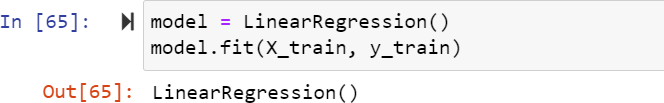 In [65]: model = LinearRegression()
model.fit(X_train, y_train)
Out[65]: LinearRegression()